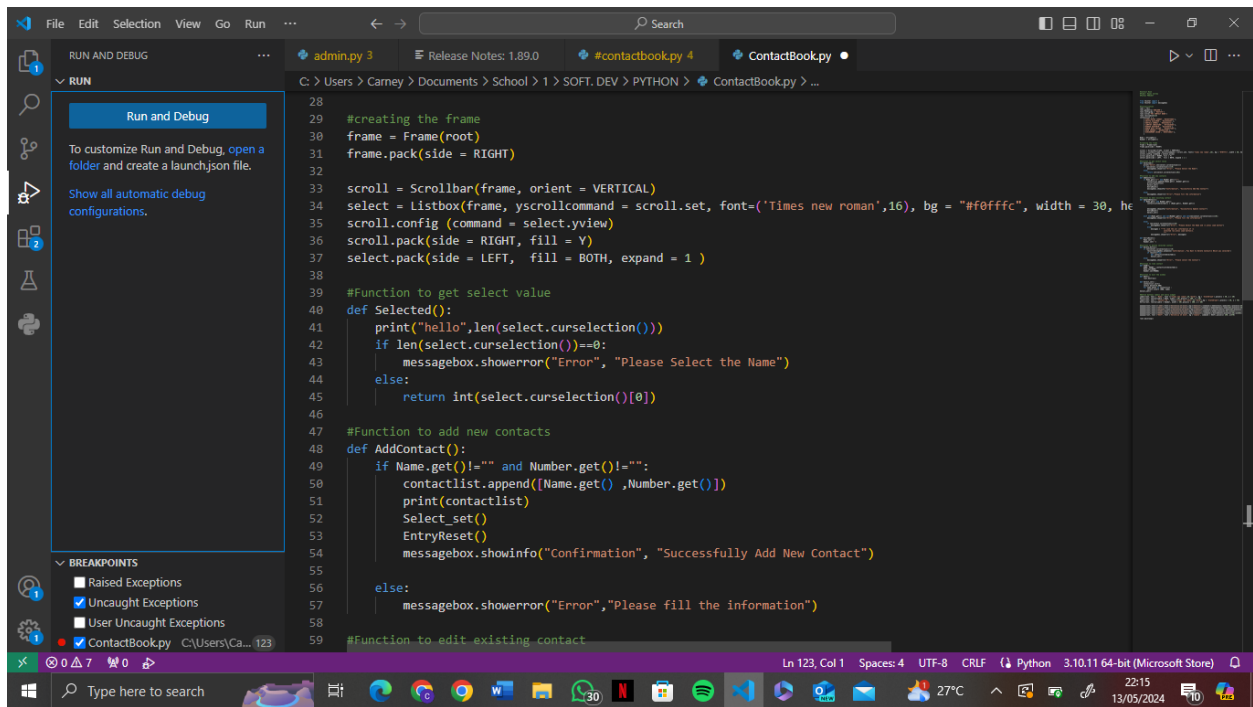 File Edit Selection View Go Run ... Search
RUN AND DEBUG ...
admin.py 3 Release Notes: 1.89.0 #contactbook.py 4 ContactBook.py
RUN
C: > Users > Carney > Documents > School > 1 > SOFT. DEV > PYTHON > ContactBook.py > ...
Run and Debug
To customize Run and Debug, open a
folder and create a launch.json file.
Show all automatic debug
configurations.
28
29 #creating the frame
30 frame = Frame(root)
31 frame.pack(side = RIGHT)
32
33 scroll = Scrollbar(frame, orient = VERTICAL)
34 select = Listbox(frame, yscrollcommand = scroll.set, font=('Times new roman',16), bg = "#f0fffc", width = 30, he
35 scroll.config (command = select.yview)
36 scroll.pack(side = RIGHT, fill = Y)
37 select.pack(side = LEFT,  fill = BOTH, expand = 1 )
38
39 #Function to get select value
40 def Selected():
41     print("hello",len(select.curselection()))
42     if len(select.curselection())==0:
43         messagebox.showerror("Error", "Please Select the Name")
44     else:
45         return int(select.curselection()[0])
46
47 #Function to add new contacts
48 def AddContact():
49     if Name.get()!="" and Number.get()!="":
50         contactlist.append([Name.get() ,Number.get()])
51         print(contactlist)
52         Select_set()
53         EntryReset()
54         messagebox.showinfo("Confirmation", "Successfully Add New Contact")
55
56     else:
57         messagebox.showerror("Error","Please fill the information")
58
59 #Function to edit existing contact
BREAKPOINTS
Raised Exceptions
Uncaught Exceptions
User Uncaught Exceptions
ContactBook.py C:\Users\Ca... 123
1
2
1
1
0 7 0 Ln 123, Col 1 Spaces: 4 UTF-8 CRLF Python 3.10.11 64-bit (Microsoft Store)
Type here to search 30 NEW 1 27°C 22:15 10 PRE
13/05/2024